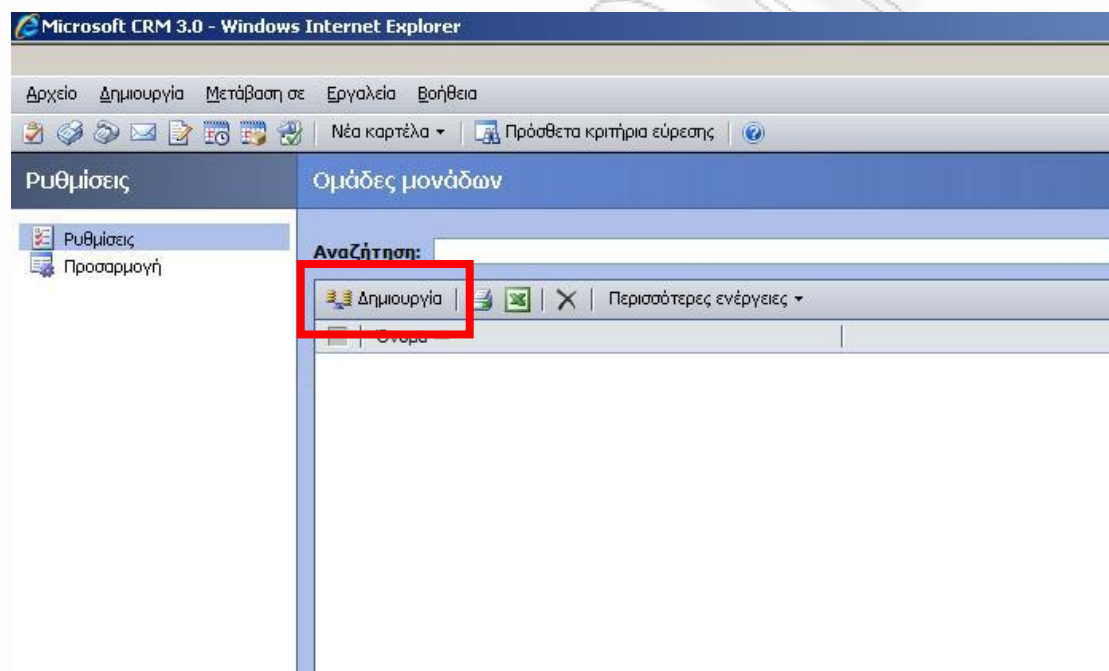 Microsoft CRM 3.0 - Windows Internet Explorer
Αρχείο Δημιουργία Μετάβαση σε Εργαλεία Βοήθεια
Νέα καρτέλα Πρόσθετα κριτήρια εύρεσης
Ρυθμίσεις Ομάδες μονάδων
Ρυθμίσεις
Αναζήτηση:
Προσαρμογή
Δημιουργία Περισσότερες ενέργειες
Όνομα